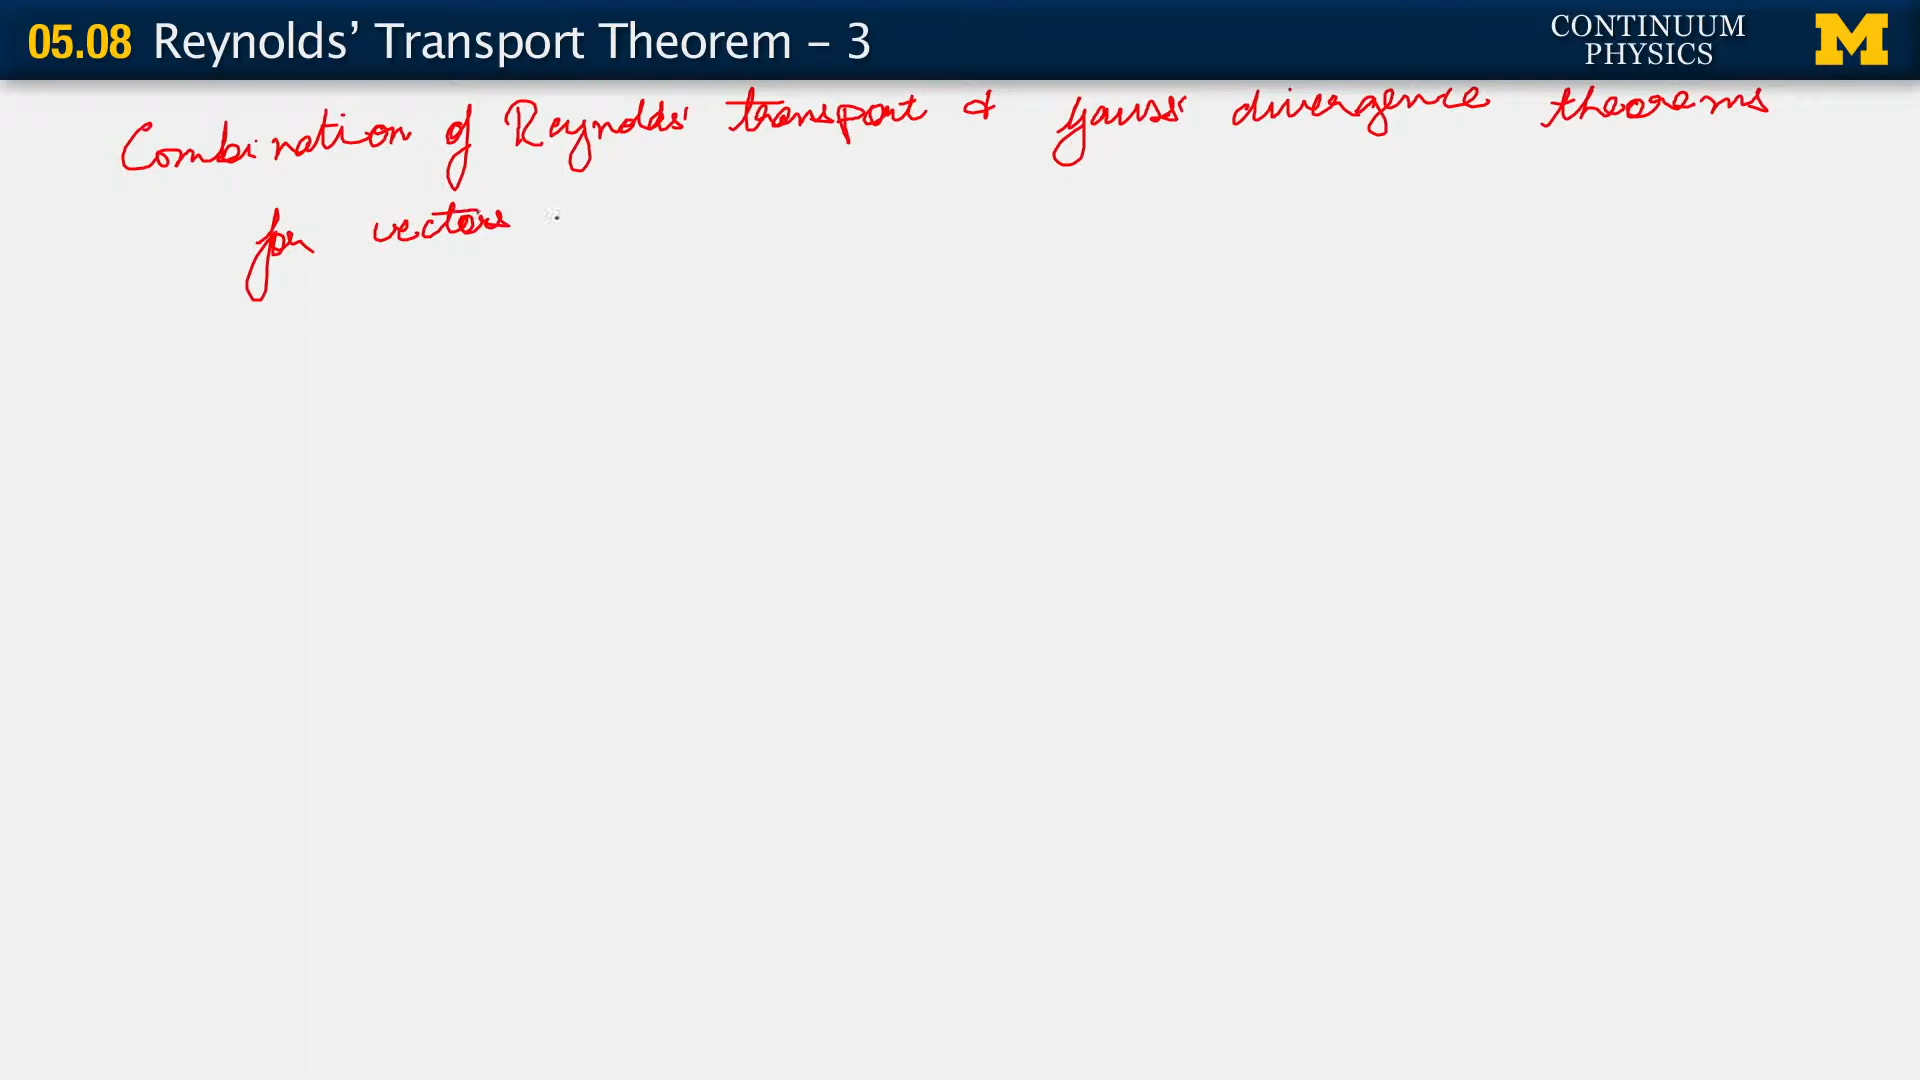 05.08 Reynolds’ Transport Theorem – 3
CONTINUUM
PHYSICS
M
Combination of Reynolds' transport & Gauss' divergence theorems
for vectors